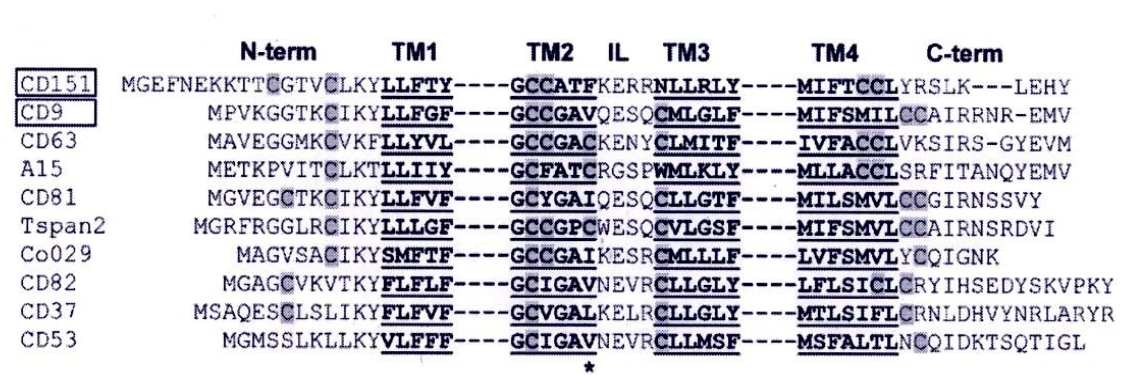 N-term TM1 TM2 IL TM3 TM4 C-term
CD151 MGEFNEKKTTCGTVCLKYLLFTY----GCCATFKERRNLLRLY----MIFTCCLYRSLK---LEHY
CD9 MPVKGGTKCIKYLLFGF----GCCGAVQESQCMLGLF----MIFSMILCCAIRRNR-EMV
CD63 MAVEGGMKCVKFLLYVL----GCCGACKENYCLMITF----IVFACCLVKSIRS-GYEVM
A15 METKPVITCLKTLLIIY----GCFATCRGSPWMLKLY----MLLACCLSRFITANQYEMV
CD81 MGVEGCTKCIKYLLFVF----GCYGAIQESQCLLGTF----MILSMVLCCGIRNSSVY
Tspan2 MGRFRGGLRCIKYLLLGF----GCCGPCWESQCVLGSF----MIFSMVLCCAIRNSRDVI
Co029 MAGVSACIKYSMFTF----GCCGAIKESRCMLLLF----LVFSMVLYCQIGNK
CD82 MGAGCVKVTKYFLFLF----GCIGAVNEVRCLLGLY----LFLSICLCRYIHSEDYSKVPKY
CD37 MSAQESCLSLIKYFLFVF----GCVGALKELRCLLGLY----MTLSIFLCRNLDHVYNRLARYR
CD53 MGMSSLKLLKYVLFFF----GCIGAVNEVRCLLMSF----MSFALTLNCQIDKTSQTIGL
*